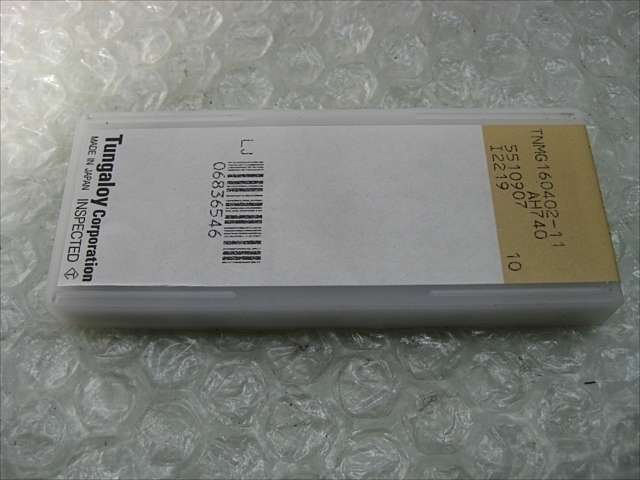 TNMG160402-11
AH740
5510907
I2219
10
LJ
06836546
Tungaloy Corporation
MADE IN JAPAN INSPECTED